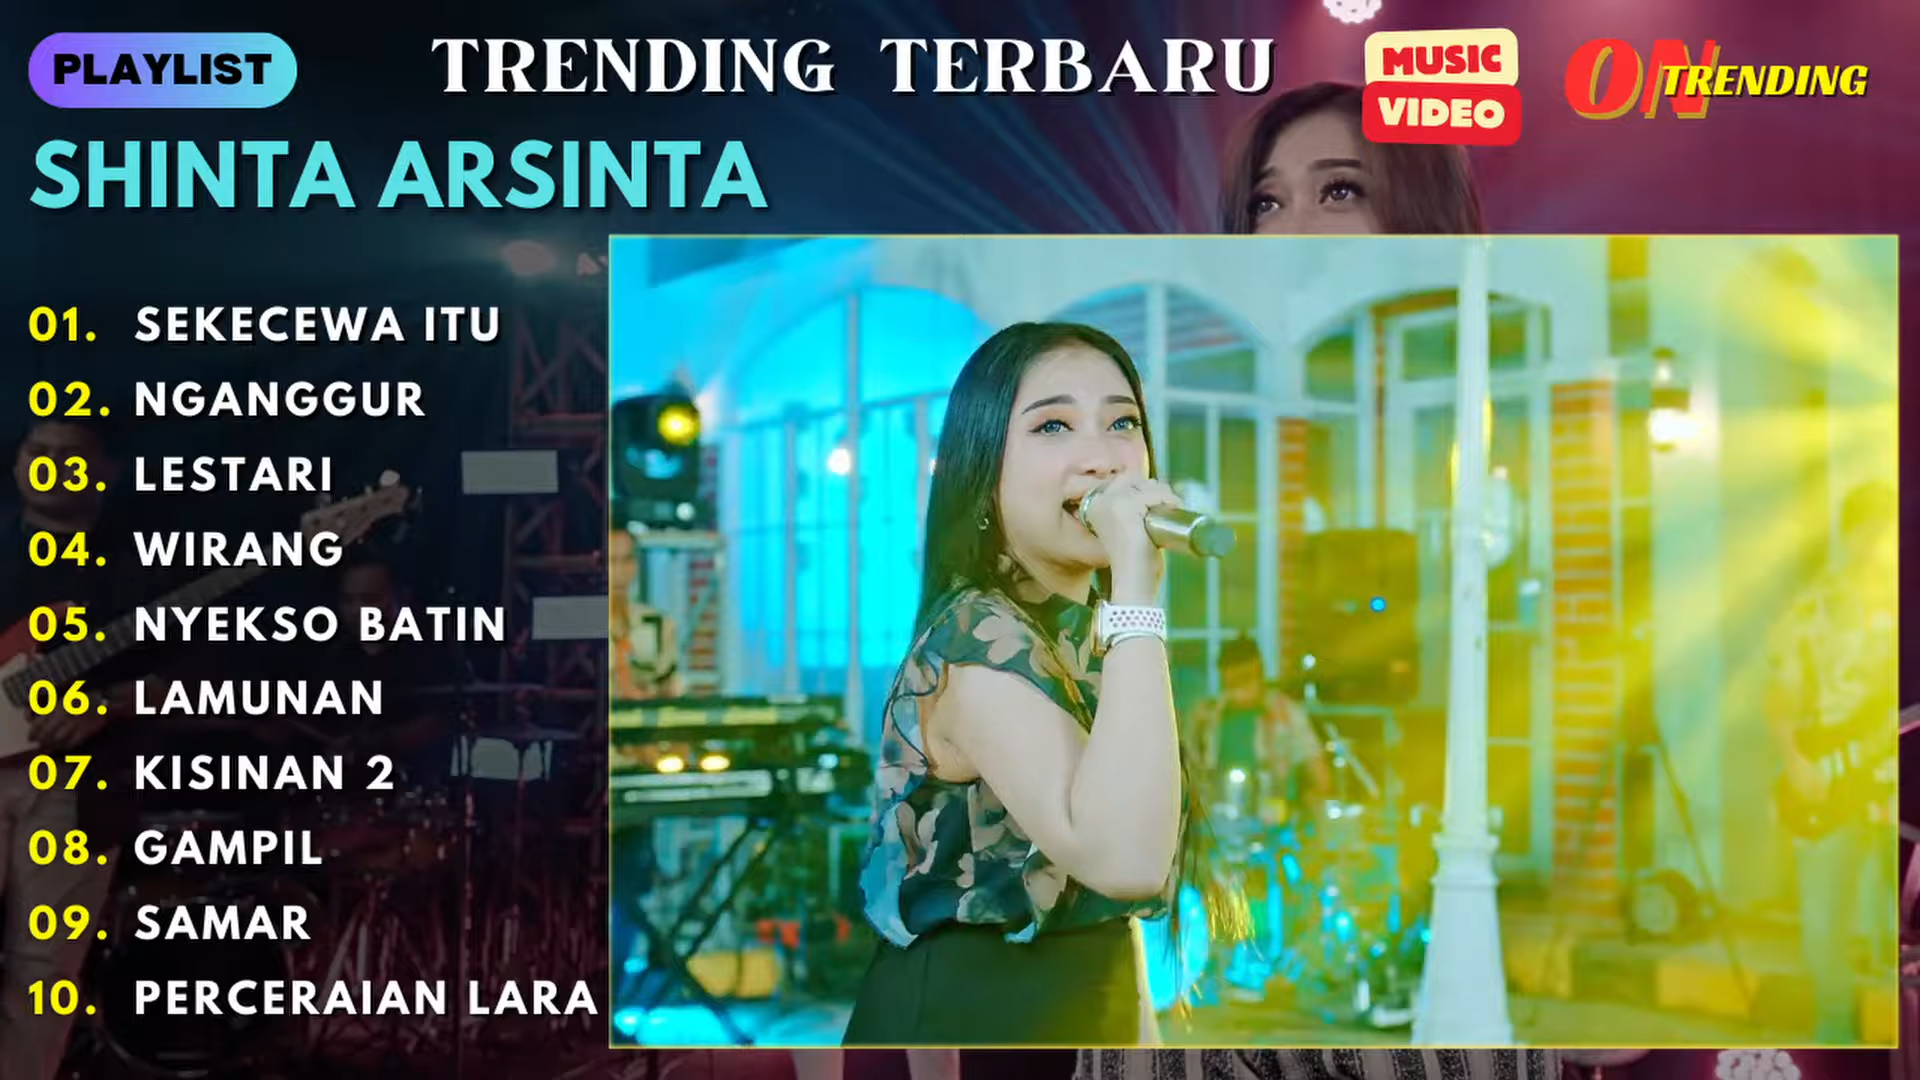 PLAYLIST
TRENDING TERBARU
MUSIC
VIDEO
ON
TRENDING
SHINTA ARSINTA
01. SEKECEWA ITU
02. NGANGGUR
03. LESTARI
04. WIRANG
05. NYEKSO BATIN
06. LAMUNAN
07. KISINAN 2
08. GAMPIL
09. SAMAR
10. PERCERAIAN LARA